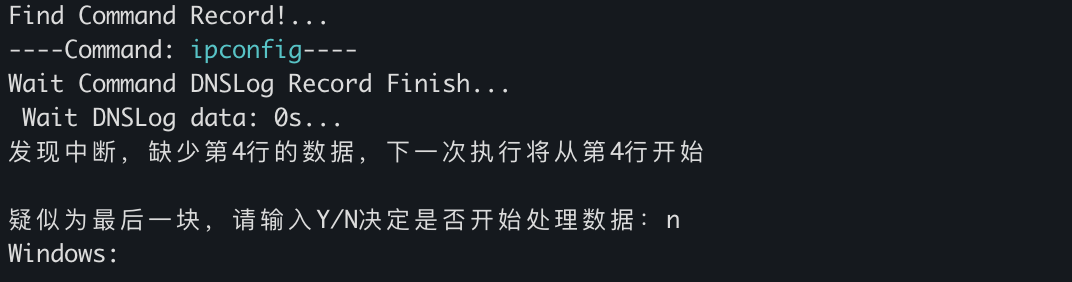 Find Command Record!...
----Command: ipconfig----
Wait Command DNSLog Record Finish...
Wait DNSLog data: 0s...
发现中断，缺少第4行的数据，下一次执行将从第4行开始
疑似为最后一块，请输入Y/N决定是否开始处理数据：n
Windows: